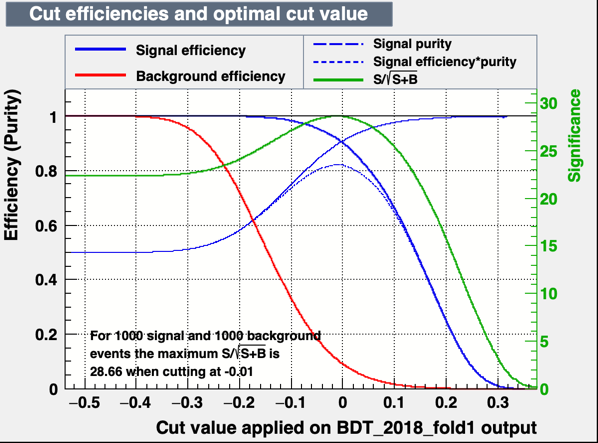 Cut efficiencies and optimal cut value
Signal efficiency
Background efficiency
Signal purity
Signal efficiency*purity
S/√S+B
Efficiency (Purity)
1
0.8
0.6
0.4
0.2
0
Significance
30
25
20
15
10
5
0
For 1000 signal and 1000 background
events the maximum S/√S+B is
28.66 when cutting at -0.01
−0.5 −0.4 −0.3 −0.2 −0.1 0 0.1 0.2 0.3
Cut value applied on BDT_2018_fold1 output